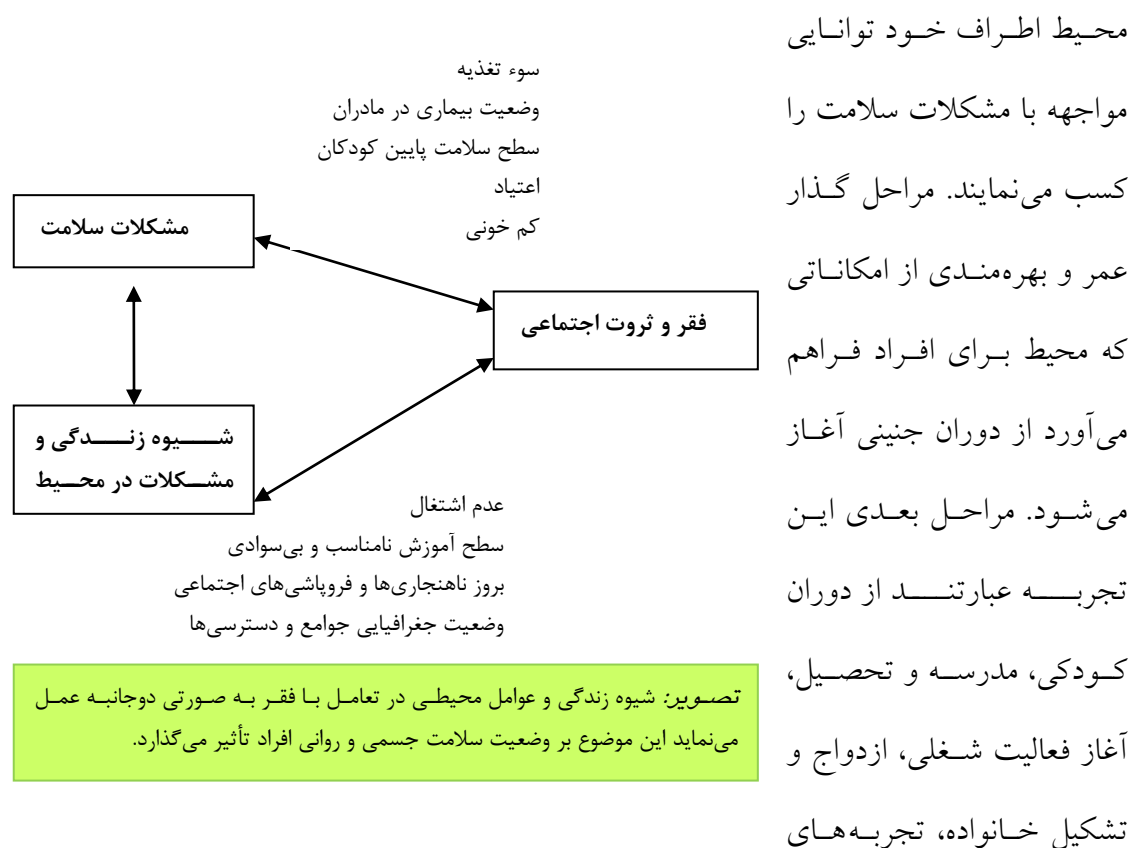 محیط اطراف خود توانایی
مواجهه با مشکلات سلامت را
کسب می‌نمایند. مراحل گذار
عمر و بهره‌مندی از امکاناتی
که محیط برای افراد فراهم
می‌آورد از دوران جنینی آغاز
می‌شود. مراحل بعدی این
تجربه عبارتند از دوران
کودکی، مدرسه و تحصیل،
آغاز فعالیت شغلی، ازدواج و
تشکیل خانواده، تجربه‌های
سوء تغذیه
وضعیت بیماری در مادران
سطح سلامت پایین کودکان
اعتیاد
کم خونی
مشکلات سلامت
فقر و ثروت اجتماعی
شیوه زندگی و
مشکلات در محیط
عدم اشتغال
سطح آموزش نامناسب و بی‌سوادی
بروز ناهنجاری‌ها و فروپاشی‌های اجتماعی
وضعیت جغرافیایی جوامع و دسترسی‌ها
تصویر: شیوه زندگی و عوامل محیطی در تعامل با فقر به صورتی دوجانبه عمل
می‌نماید این موضوع بر وضعیت سلامت جسمی و روانی افراد تأثیر می‌گذارد.